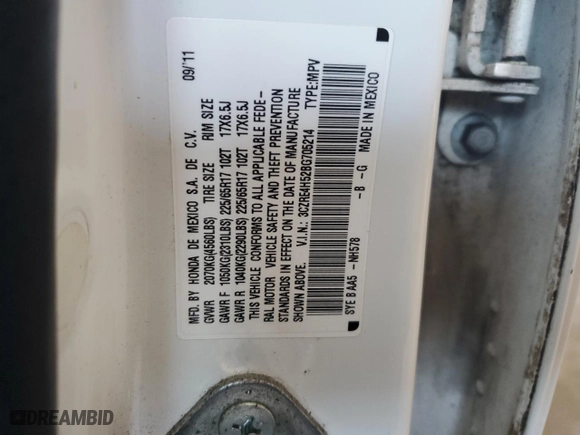 MFD. BY HONDA DE MEXICO S.A. DE C.V. 09/'11
GVWR 2070KG(4560LBS) TIRE SIZE RIM SIZE
GAWR F 1050KG(2310LBS) 225/65R17 102T 17X6.5J
GAWR R 1040KG(2290LBS) 225/65R17 102T 17X6.5J
THIS VEHICLE CONFORMS TO ALL APPLICABLE FEDE-
RAL MOTOR VEHICLE SAFETY AND THEFT PREVENTION
STANDARDS IN EFFECT ON THE DATE OF MANUFACTURE
SHOWN ABOVE. V.I.N.: 3CZRE4H52BG705214 TYPE:MPV
SYE B AA5 -NH578 -B -G MADE IN MEXICO
DREAMBID